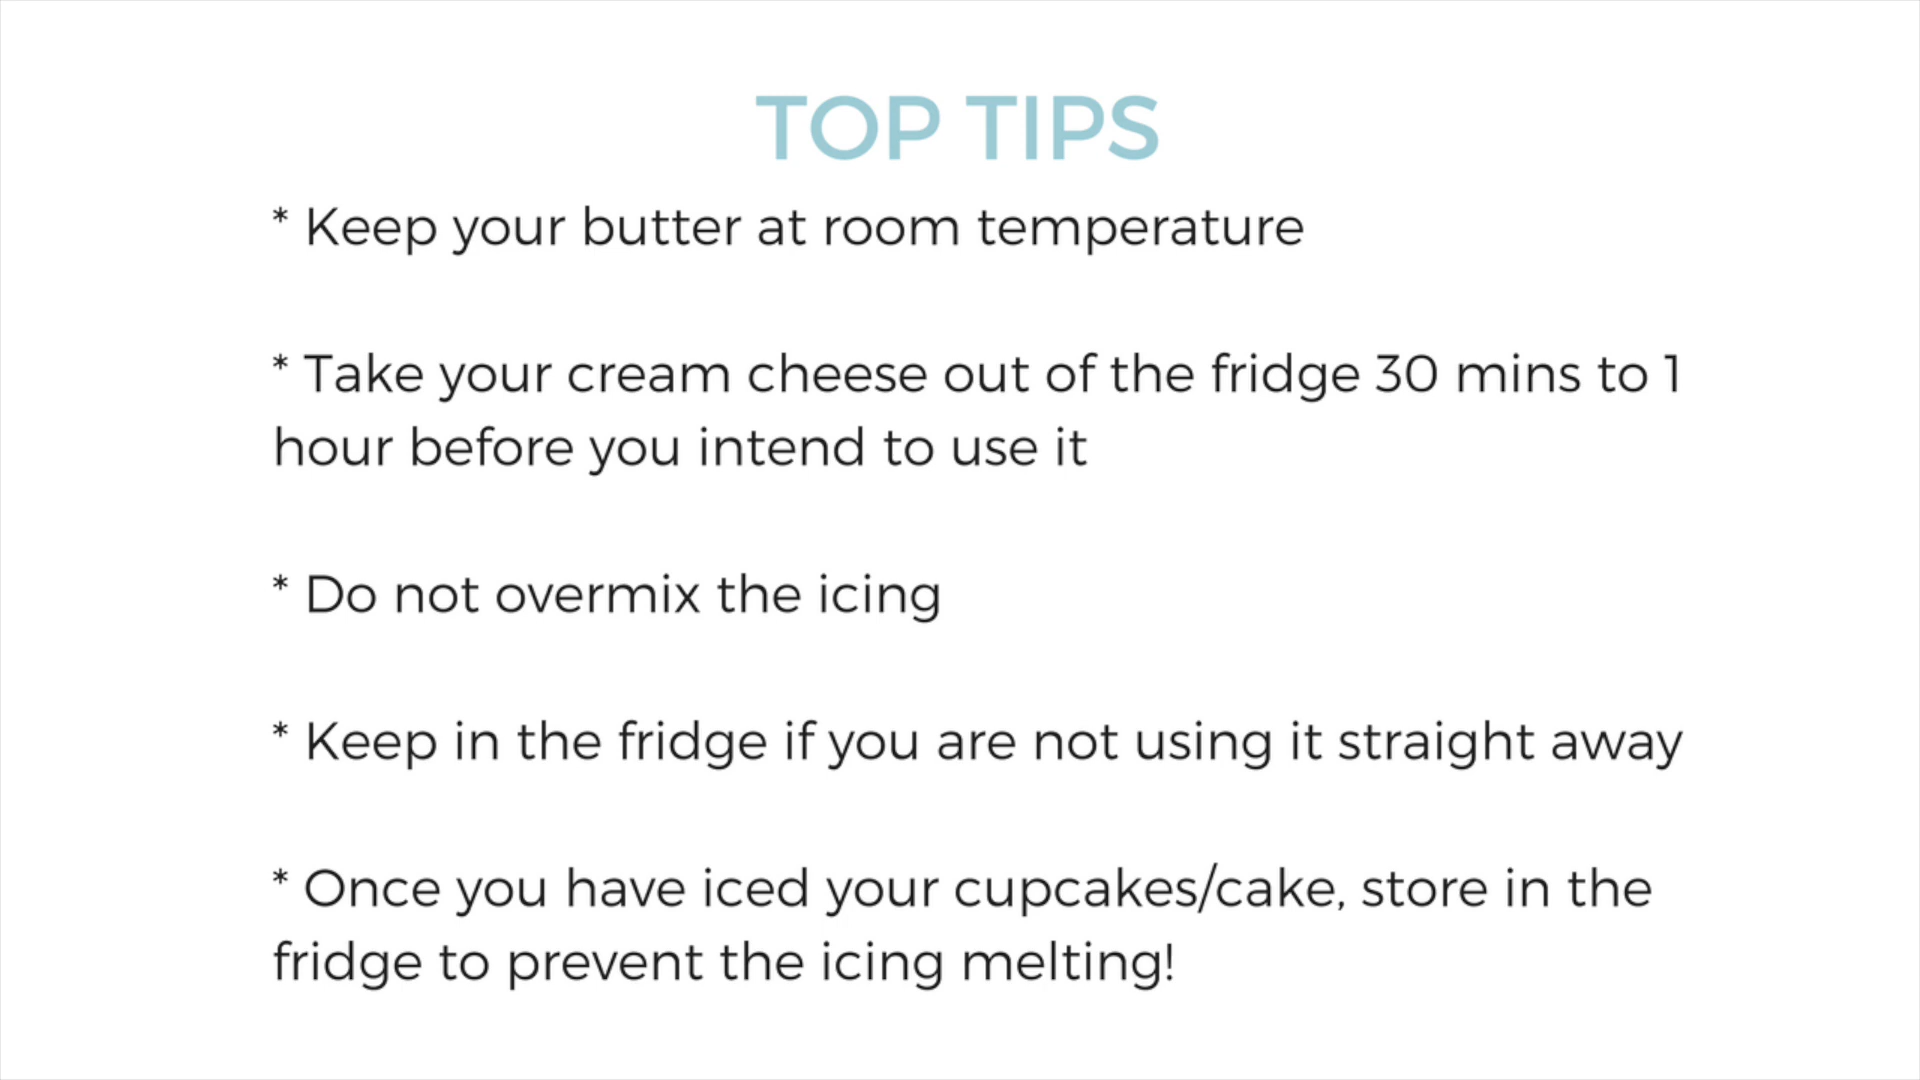 TOP TIPS
* Keep your butter at room temperature
* Take your cream cheese out of the fridge 30 mins to 1
hour before you intend to use it
* Do not overmix the icing
* Keep in the fridge if you are not using it straight away
* Once you have iced your cupcakes/cake, store in the
fridge to prevent the icing melting!